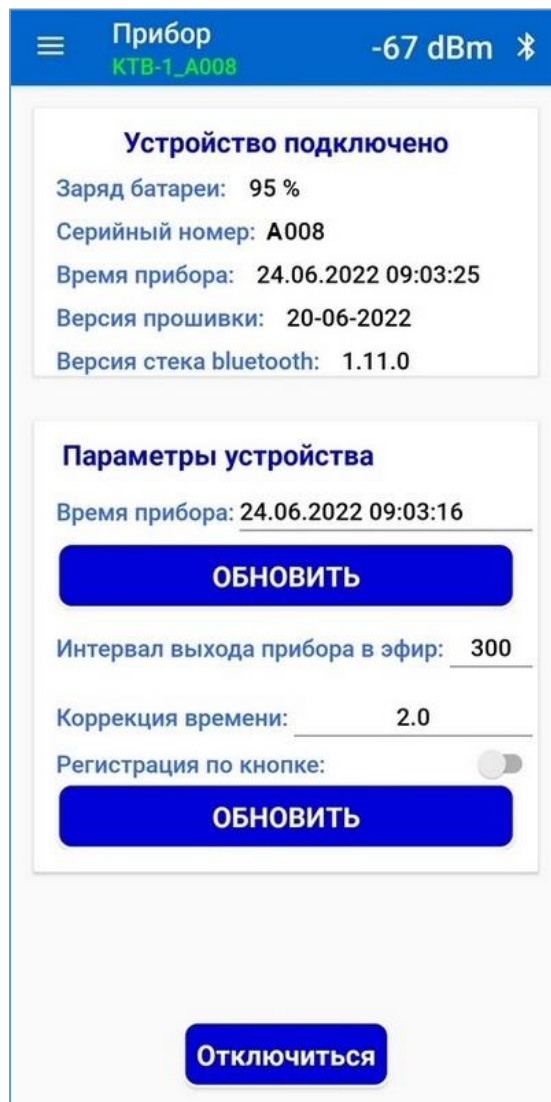 Прибор
КТВ-1_А008
-67 dBm
Устройство подключено
Заряд батареи: 95 %
Серийный номер: А008
Время прибора: 24.06.2022 09:03:25
Версия прошивки: 20-06-2022
Версия стека bluetooth: 1.11.0
Параметры устройства
Время прибора: 24.06.2022 09:03:16
ОБНОВИТЬ
Интервал выхода прибора в эфир: 300
Коррекция времени: 2.0
Регистрация по кнопке:
ОБНОВИТЬ
Отключиться